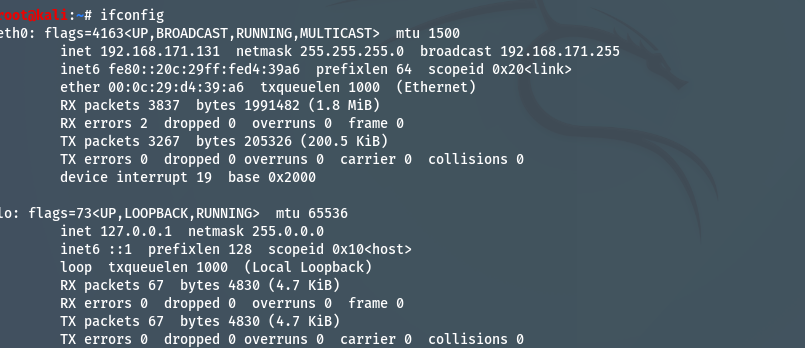 root@kali:~# ifconfig
eth0: flags=4163<UP,BROADCAST,RUNNING,MULTICAST>  mtu 1500
        inet 192.168.171.131  netmask 255.255.255.0  broadcast 192.168.171.255
        inet6 fe80::20c:29ff:fed4:39a6  prefixlen 64  scopeid 0x20<link>
        ether 00:0c:29:d4:39:a6  txqueuelen 1000  (Ethernet)
        RX packets 3837  bytes 1991482 (1.8 MiB)
        RX errors 2  dropped 0  overruns 0  frame 0
        TX packets 3267  bytes 205326 (200.5 KiB)
        TX errors 0  dropped 0 overruns 0  carrier 0  collisions 0
        device interrupt 19  base 0x2000

lo: flags=73<UP,LOOPBACK,RUNNING>  mtu 65536
        inet 127.0.0.1  netmask 255.0.0.0
        inet6 ::1  prefixlen 128  scopeid 0x10<host>
        loop  txqueuelen 1000  (Local Loopback)
        RX packets 67  bytes 4830 (4.7 KiB)
        RX errors 0  dropped 0  overruns 0  frame 0
        TX packets 67  bytes 4830 (4.7 KiB)
        TX errors 0  dropped 0 overruns 0  carrier 0  collisions 0